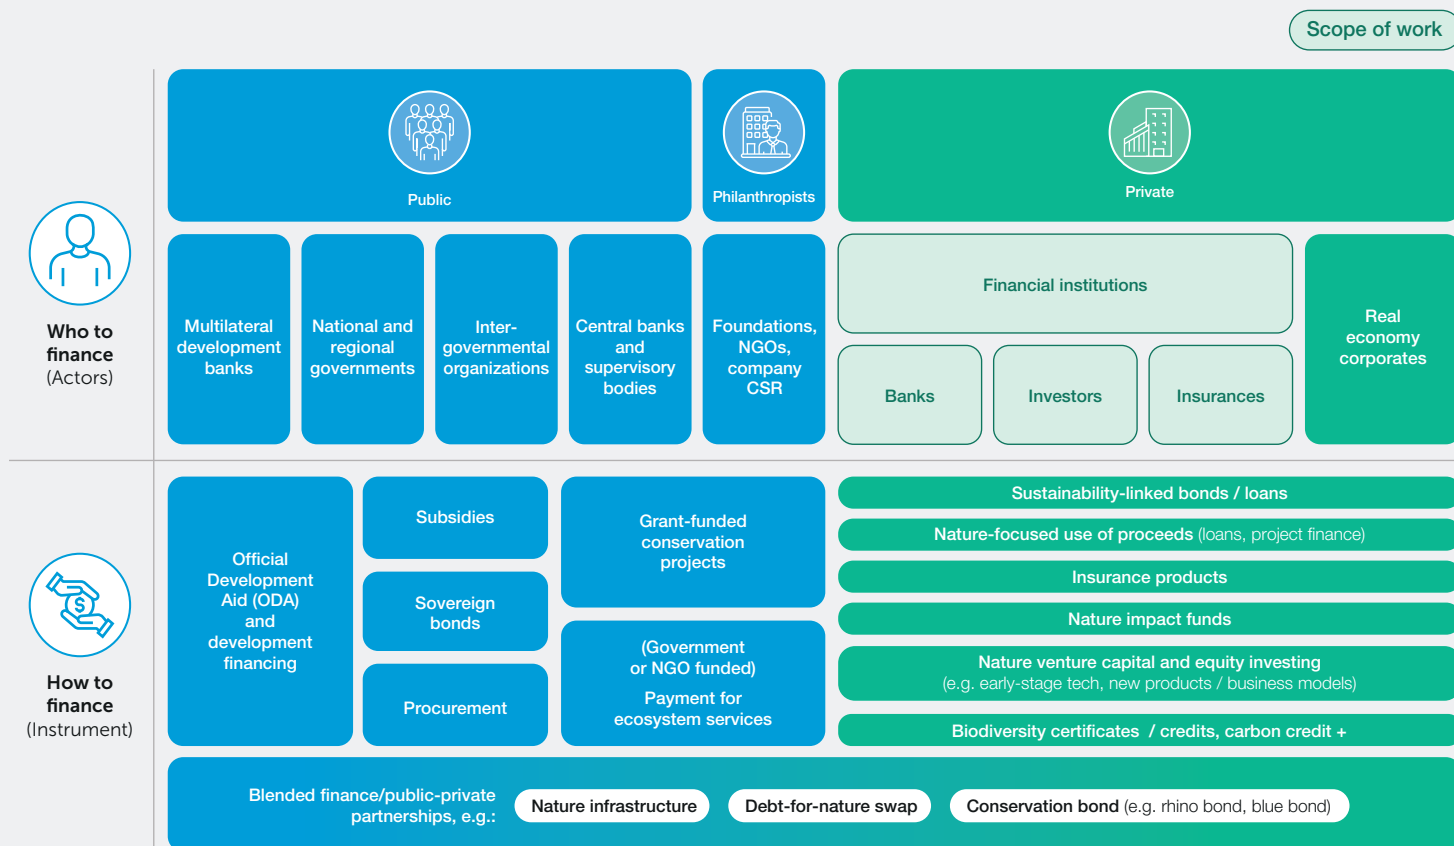 Scope of work
Public
Philanthropists
Private
Who to
finance
(Actors)
Multilateral
development
banks
National and
regional
governments
Inter-
governmental
organizations
Central banks
and
supervisory
bodies
Foundations,
NGOs,
company
CSR
Financial institutions
Banks
Investors
Insurances
Real
economy
corporates
How to
finance
(Instrument)
Official
Development
Aid (ODA)
and
development
financing
Subsidies
Sovereign
bonds
Procurement
Grant-funded
conservation
projects
(Government
or NGO funded)
Payment for
ecosystem services
Sustainability-linked bonds / loans
Nature-focused use of proceeds (loans, project finance)
Insurance products
Nature impact funds
Nature venture capital and equity investing
(e.g. early-stage tech, new products / business models)
Biodiversity certificates / credits, carbon credit +
Blended finance/public-private
partnerships, e.g.:
Nature infrastructure
Debt-for-nature swap
Conservation bond (e.g. rhino bond, blue bond)
$